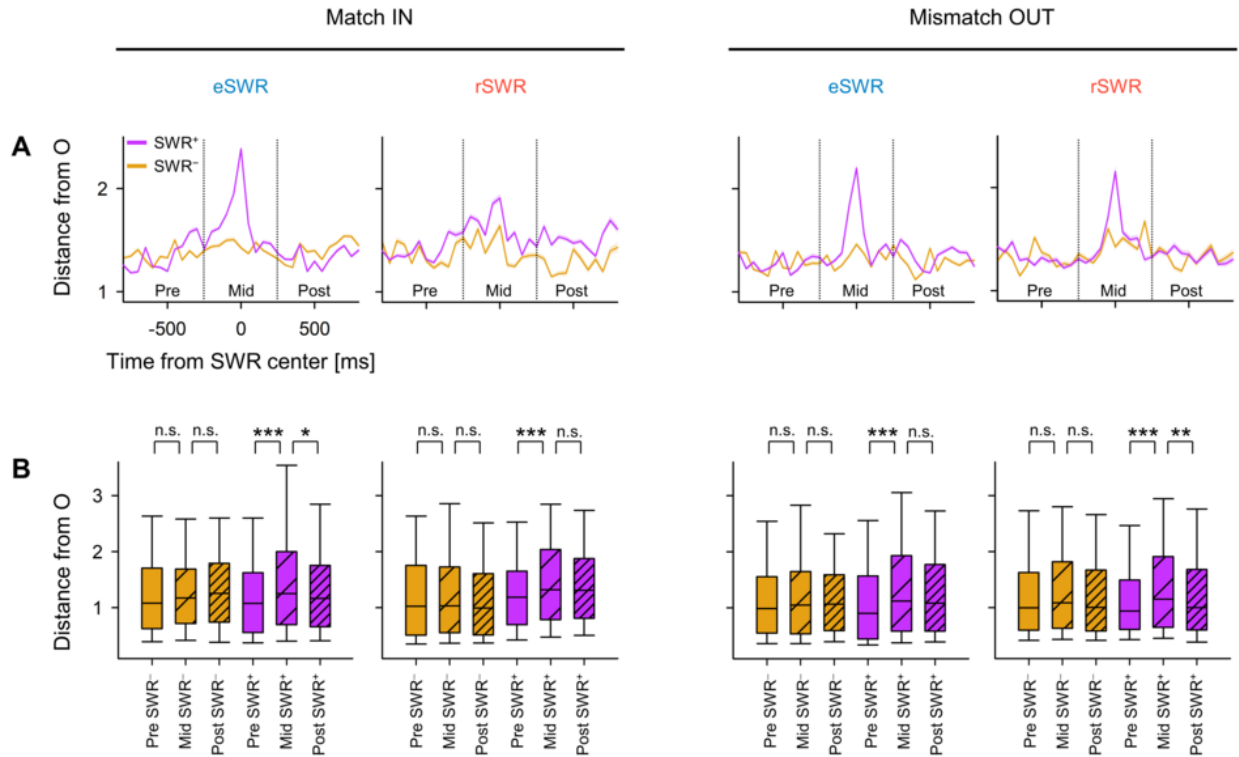 Match IN Mismatch OUT
eSWR rSWR eSWR rSWR
A
SWR⁺
SWR⁻
Distance from O
2
1
Pre Mid Post Pre Mid Post Pre Mid Post Pre Mid Post
-500 0 500
Time from SWR center [ms]
n.s. n.s. *** * n.s. n.s. *** n.s. n.s. n.s. *** n.s. n.s. n.s. *** **
B
Distance from O
3
2
1
Pre SWR⁻ Mid SWR⁻ Post SWR⁻ Pre SWR⁺ Mid SWR⁺ Post SWR⁺ Pre SWR⁻ Mid SWR⁻ Post SWR⁻ Pre SWR⁺ Mid SWR⁺ Post SWR⁺ Pre SWR⁻ Mid SWR⁻ Post SWR⁻ Pre SWR⁺ Mid SWR⁺ Post SWR⁺ Pre SWR⁻ Mid SWR⁻ Post SWR⁻ Pre SWR⁺ Mid SWR⁺ Post SWR⁺